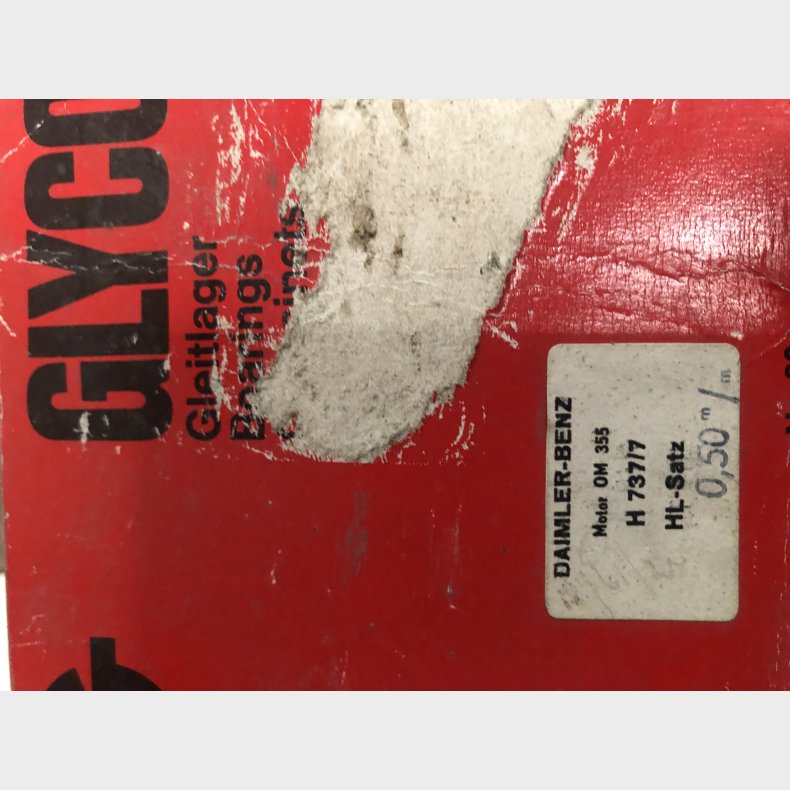 GLYCO
Gleitlager
Bearings
DAIMLER-BENZ
Motor OM 355
H 737/7
HL-Satz
0,50 m/m